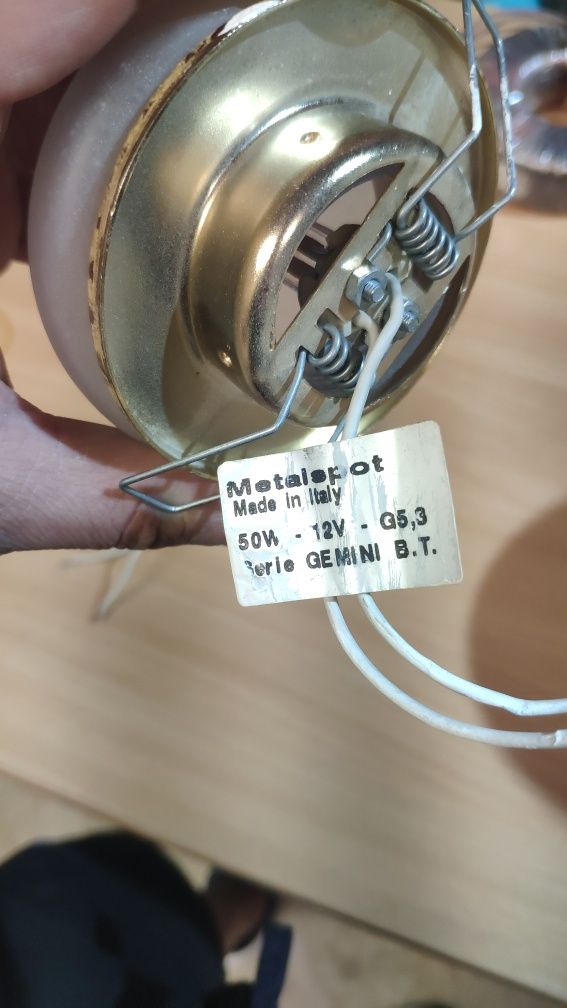 Metalspot
Made in Italy
50W - 12V - G5,3
Serie GEMINI B.T.